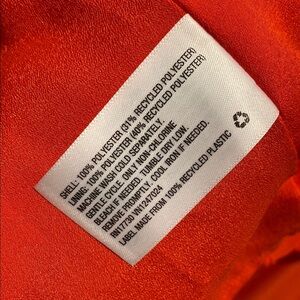 SHELL: 100% POLYESTER (31% RECYCLED POLYESTER)
LINING: 100% POLYESTER (40% RECYCLED POLYESTER)
MACHINE WASH COLD SEPARATELY.
GENTLE CYCLE. ONLY NON-CHLORINE
BLEACH IF NEEDED. TUMBLE DRY LOW.
REMOVE PROMPTLY. COOL IRON IF NEEDED.
RN17730 VN1247024
LABEL MADE FROM 100% RECYCLED PLASTIC